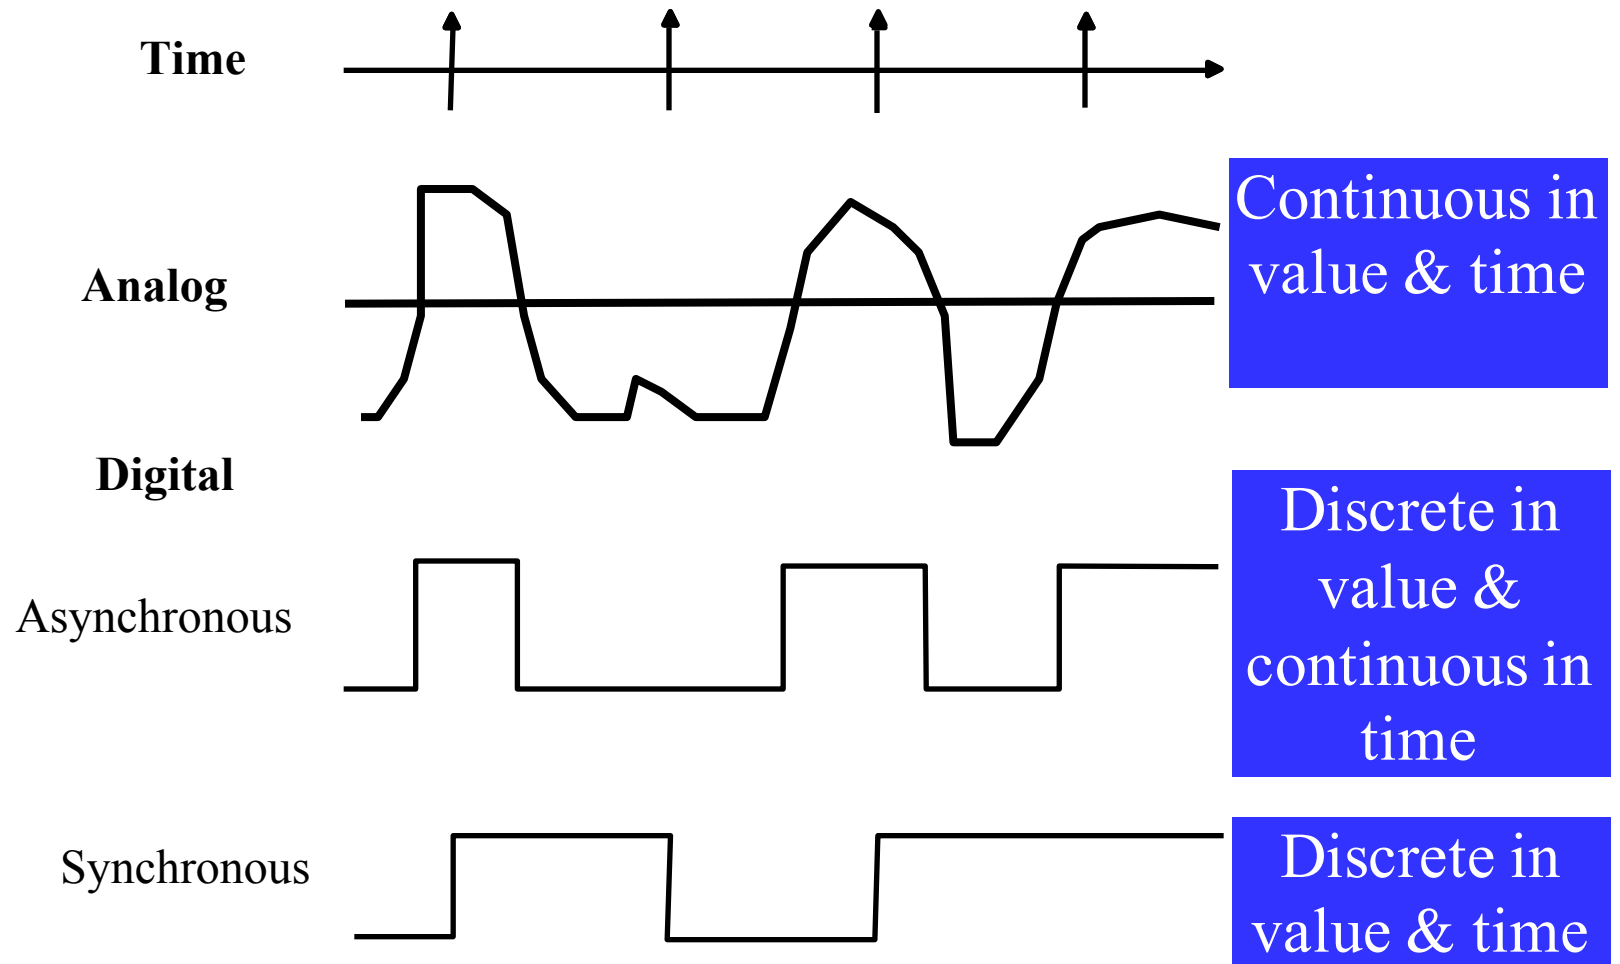 Time
Analog
Continuous in
value & time
Digital
Asynchronous
Discrete in
value &
continuous in
time
Synchronous
Discrete in
value & time